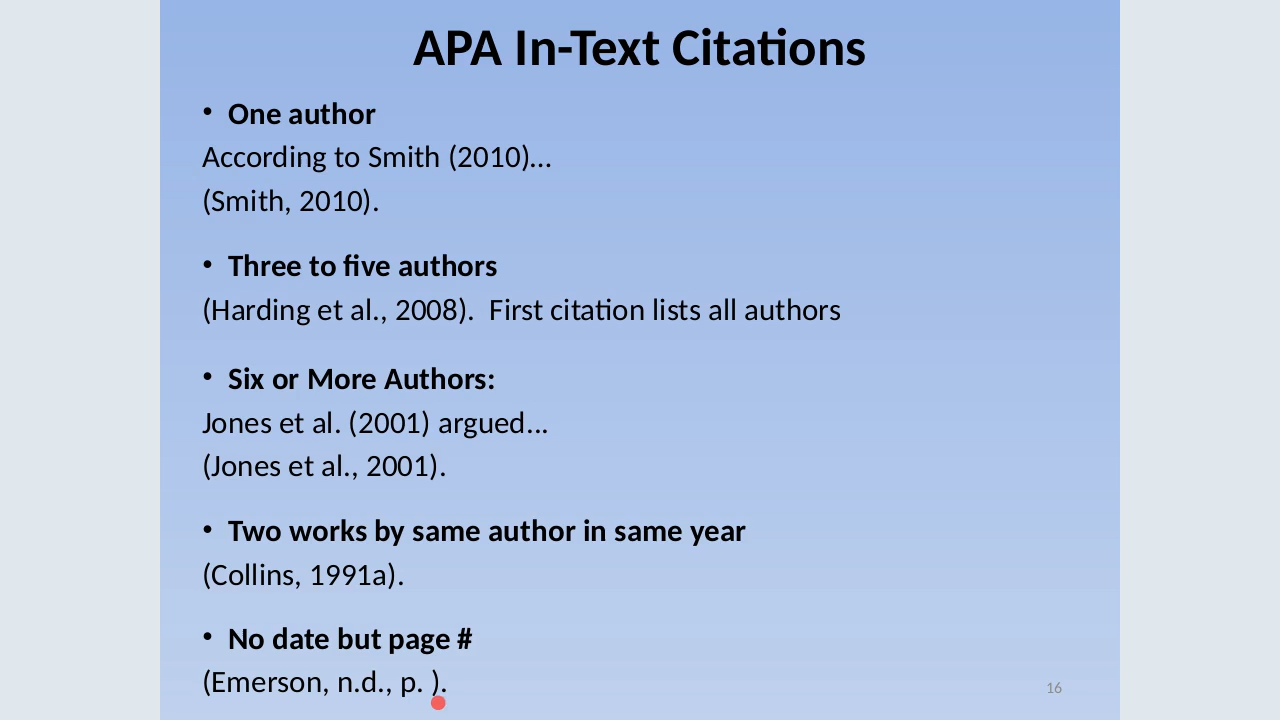 APA In-Text Citations
• One author
According to Smith (2010)…
(Smith, 2010).
• Three to five authors
(Harding et al., 2008).  First citation lists all authors
• Six or More Authors:
Jones et al. (2001) argued…
(Jones et al., 2001).
• Two works by same author in same year
(Collins, 1991a).
• No date but page #
(Emerson, n.d., p. ).
16